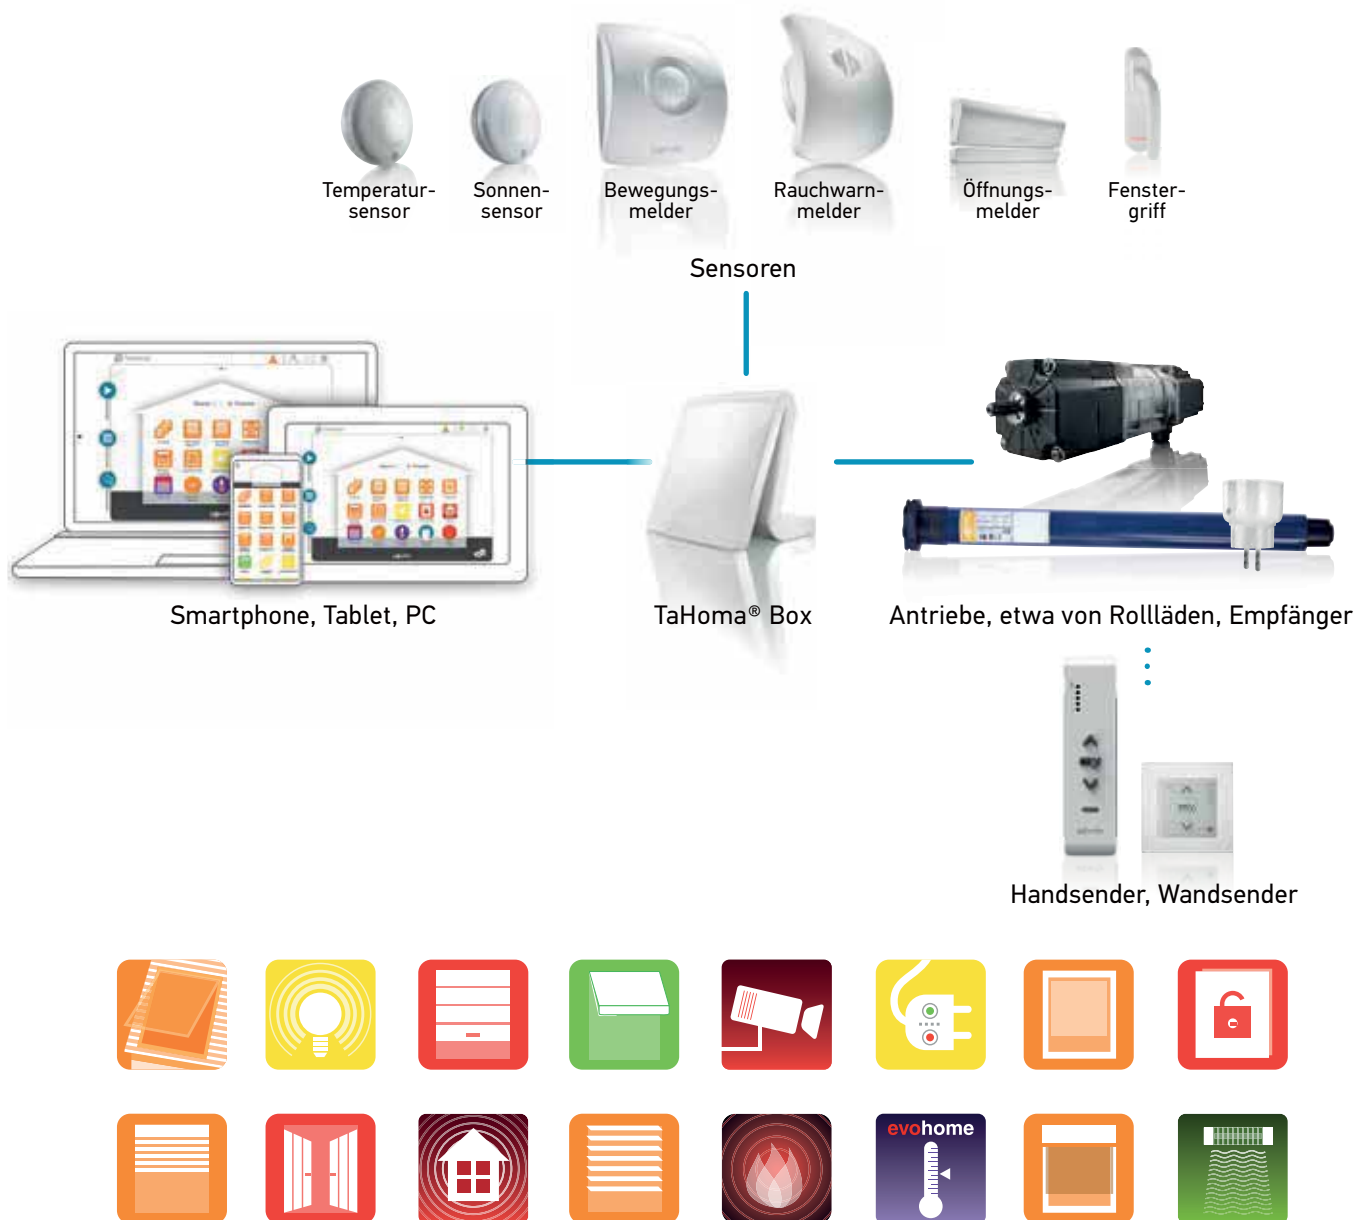 Temperatur-
sensor
Sonnen-
sensor
Bewegungs-
melder
Rauchwarn-
melder
Öffnungs-
melder
Fenster-
griff
Sensoren
Smartphone, Tablet, PC
TaHoma® Box
Antriebe, etwa von Rollläden, Empfänger
Handsender, Wandsender
evohome